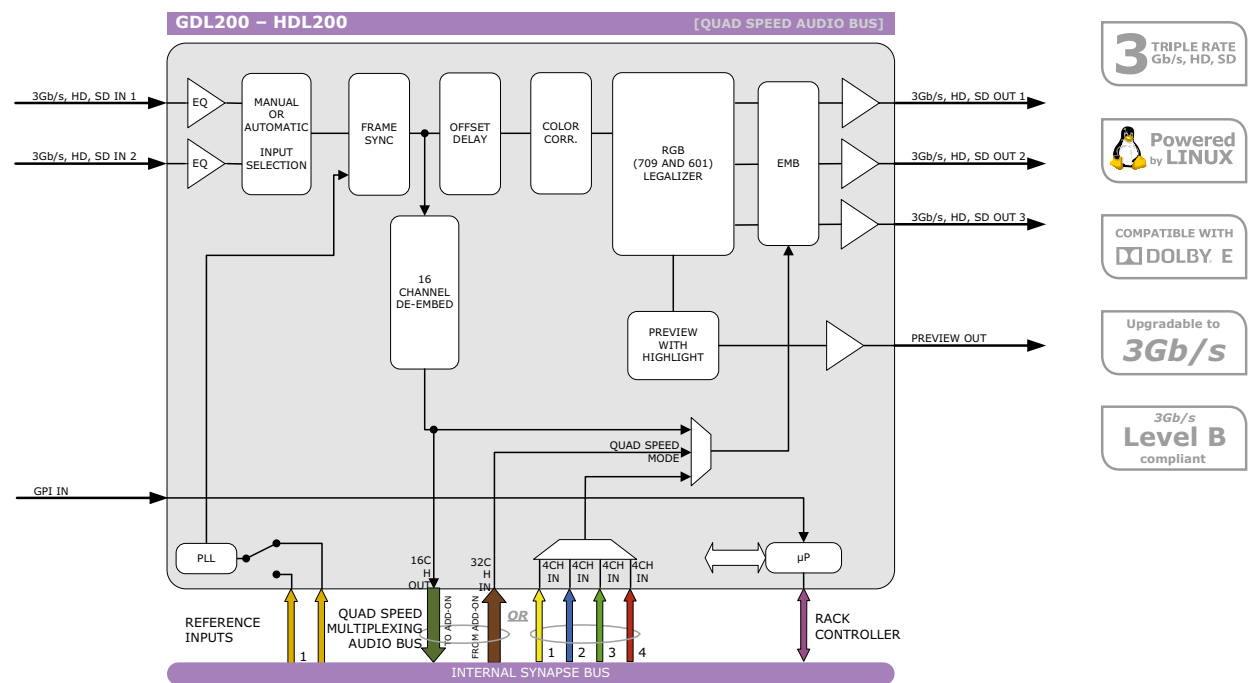 GDL200 – HDL200
[QUAD SPEED AUDIO BUS]
3Gb/s, HD, SD IN 1
3Gb/s, HD, SD IN 2
EQ
EQ
MANUAL
OR
AUTOMATIC
INPUT
SELECTION
FRAME
SYNC
OFFSET
DELAY
COLOR
CORR.
RGB
(709 AND 601)
LEGALIZER
EMB
3Gb/s, HD, SD OUT 1
3Gb/s, HD, SD OUT 2
3Gb/s, HD, SD OUT 3
16
CHANNEL
DE-EMBED
PREVIEW
WITH
HIGHLIGHT
PREVIEW OUT
QUAD SPEED
MODE
GPI IN
PLL
16C
H
OUT
32C
H
IN
4CH
IN
4CH
IN
4CH
IN
4CH
IN
µP
REFERENCE
INPUTS
1
QUAD SPEED
MULTIPLEXING
AUDIO BUS
TO ADD-ON
FROM ADD-ON
OR
1
2
3
4
RACK
CONTROLLER
INTERNAL SYNAPSE BUS
3 TRIPLE RATE
Gb/s, HD, SD
Powered
by LINUX
COMPATIBLE WITH
DOLBY E
Upgradable to
3Gb/s
3Gb/s
Level B
compliant